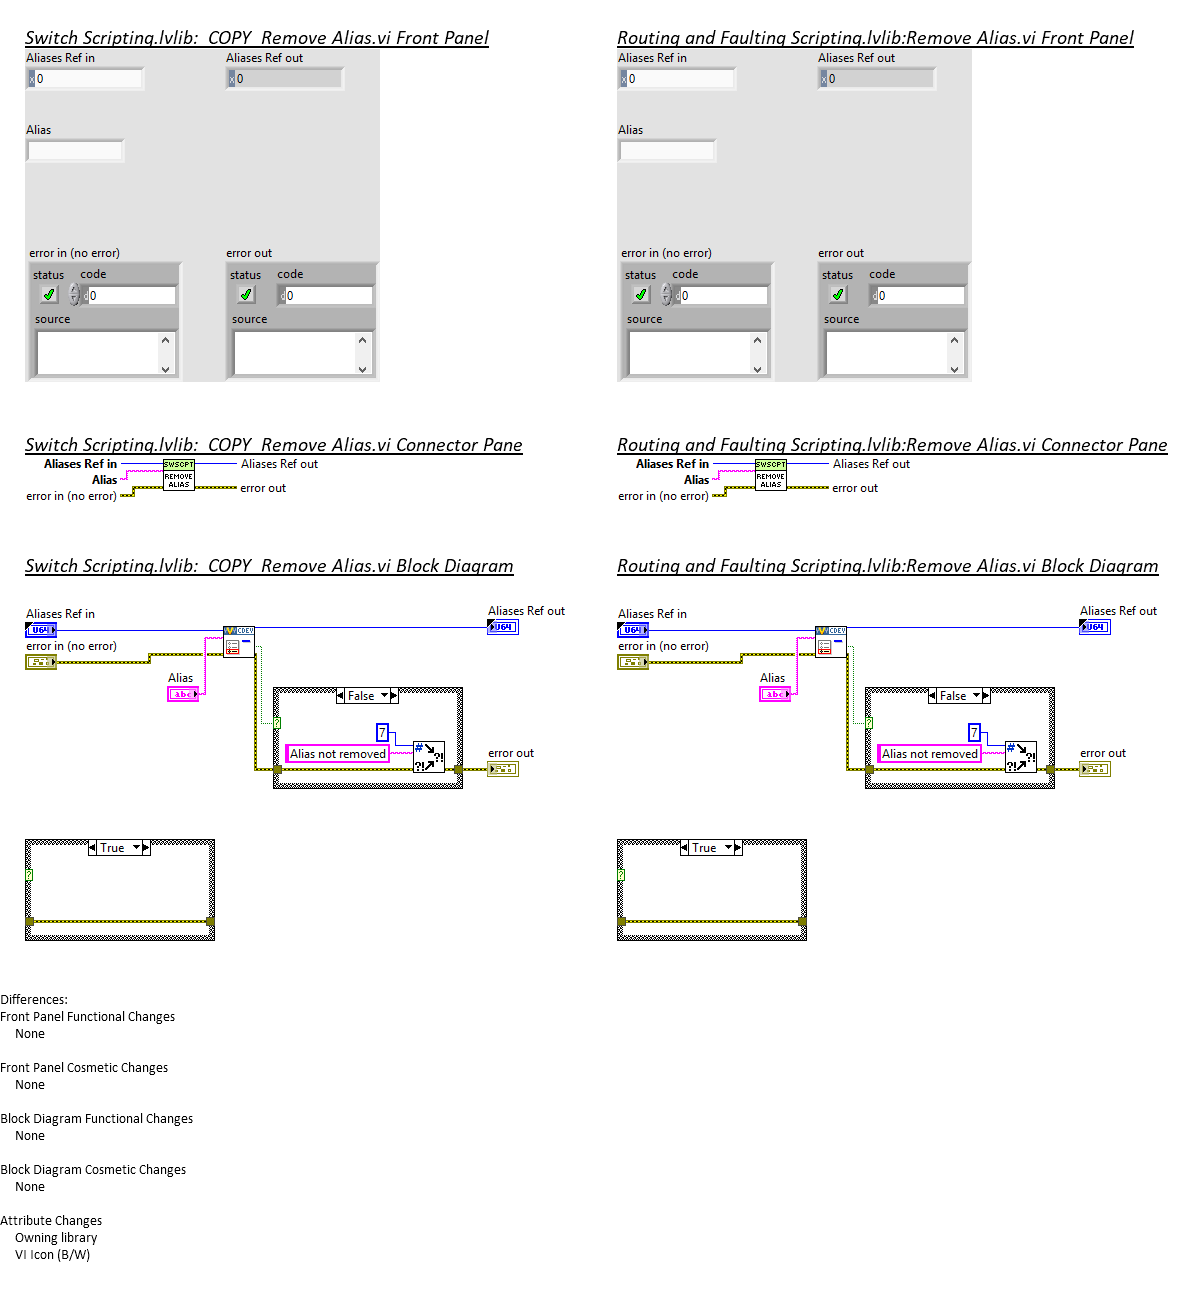 Switch Scripting.lvlib:  COPY  Remove Alias.vi Front Panel
Aliases Ref in
Aliases Ref out
x 0
x 0
Alias
error in (no error)
error out
status
code
status
code
d 0
d 0
source
source
Routing and Faulting Scripting.lvlib:Remove Alias.vi Front Panel
Aliases Ref in
Aliases Ref out
x 0
x 0
Alias
error in (no error)
error out
status
code
status
code
d 0
d 0
source
source
Switch Scripting.lvlib:  COPY  Remove Alias.vi Connector Pane
Aliases Ref in
Aliases Ref out
Alias
error in (no error)
error out
SWSCPT
REMOVE
ALIAS
Routing and Faulting Scripting.lvlib:Remove Alias.vi Connector Pane
Aliases Ref in
Aliases Ref out
Alias
error in (no error)
error out
SWSCPT
REMOVE
ALIAS
Switch Scripting.lvlib:  COPY  Remove Alias.vi Block Diagram
Aliases Ref in
U64
error in (no error)
Alias
abc
CDEV
Aliases Ref out
U64
False
?
7
Alias not removed
# ?!
?!
error out
True
?
Routing and Faulting Scripting.lvlib:Remove Alias.vi Block Diagram
Aliases Ref in
U64
error in (no error)
Alias
abc
CDEV
Aliases Ref out
U64
False
?
7
Alias not removed
# ?!
?!
error out
True
?
Differences:
Front Panel Functional Changes
None
Front Panel Cosmetic Changes
None
Block Diagram Functional Changes
None
Block Diagram Cosmetic Changes
None
Attribute Changes
Owning library
VI Icon (B/W)